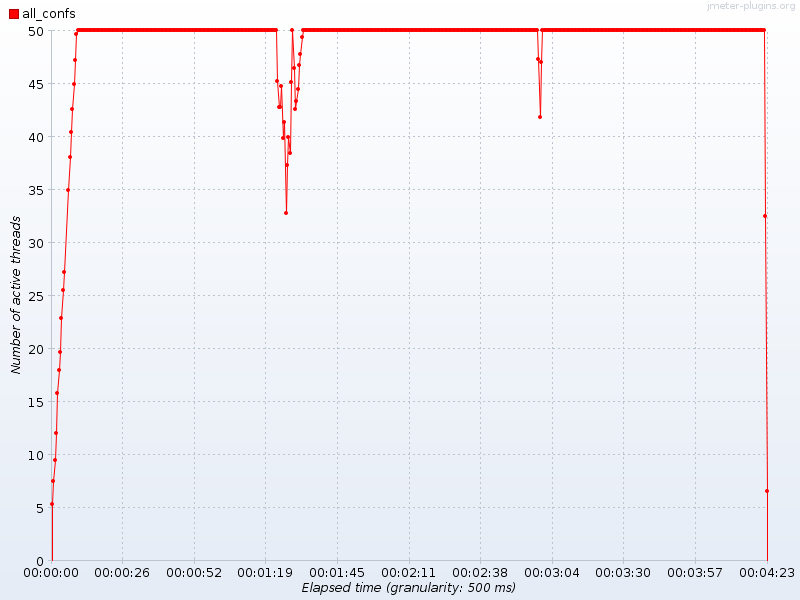 all_confs
jmeter-plugins.org
50
45
40
35
30
25
20
15
10
5
0
Number of active threads
00:00:00 00:00:26 00:00:52 00:01:19 00:01:45 00:02:11 00:02:38 00:03:04 00:03:30 00:03:57 00:04:23
Elapsed time (granularity: 500 ms)